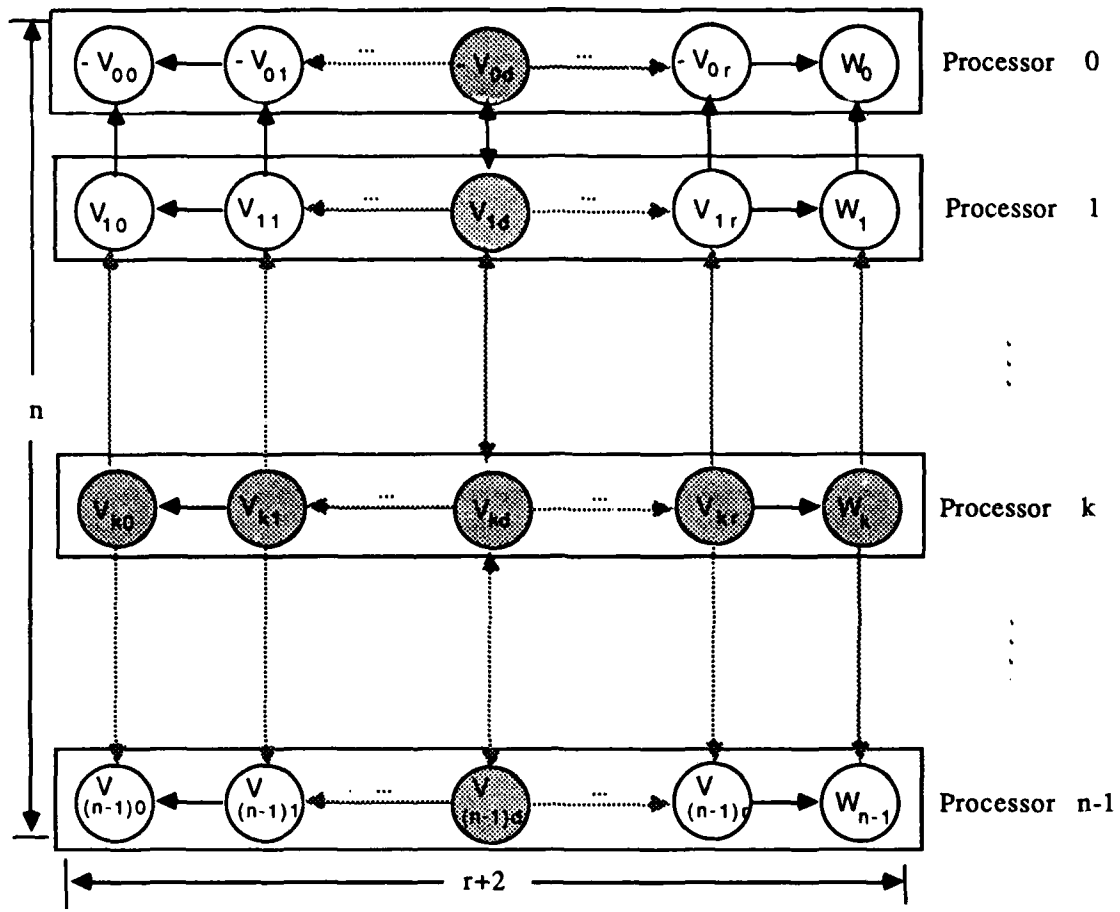 - V00 - V01 ... - V0d ... - V0r W0 Processor 0
V10 V11 ... V1d ... V1r W1 Processor 1
n
Vk0 Vk1 ... Vkd ... Vkr Wk Processor k
V(n-1)0 V(n-1)1 ... V(n-1)d ... V(n-1)r Wn-1 Processor n-1
r+2